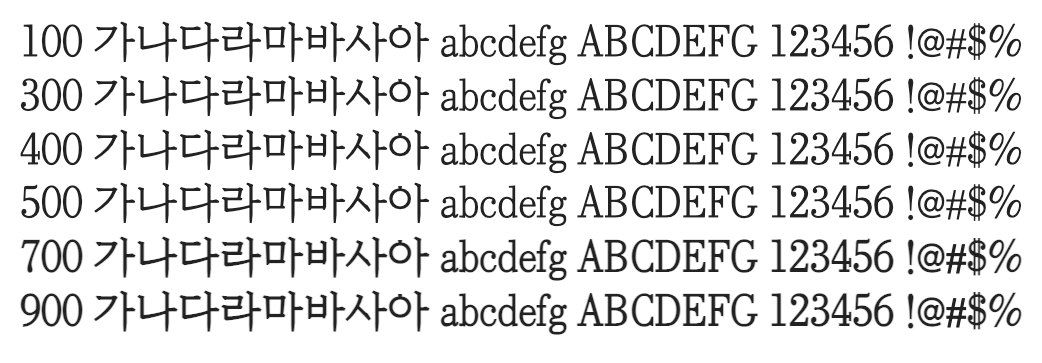 100 가나다라마바사아 abcdefg ABCDEFG 123456 !@#$%
300 가나다라마바사아 abcdefg ABCDEFG 123456 !@#$%
400 가나다라마바사아 abcdefg ABCDEFG 123456 !@#$%
500 가나다라마바사아 abcdefg ABCDEFG 123456 !@#$%
700 가나다라마바사아 abcdefg ABCDEFG 123456 !@#$%
900 가나다라마바사아 abcdefg ABCDEFG 123456 !@#$%